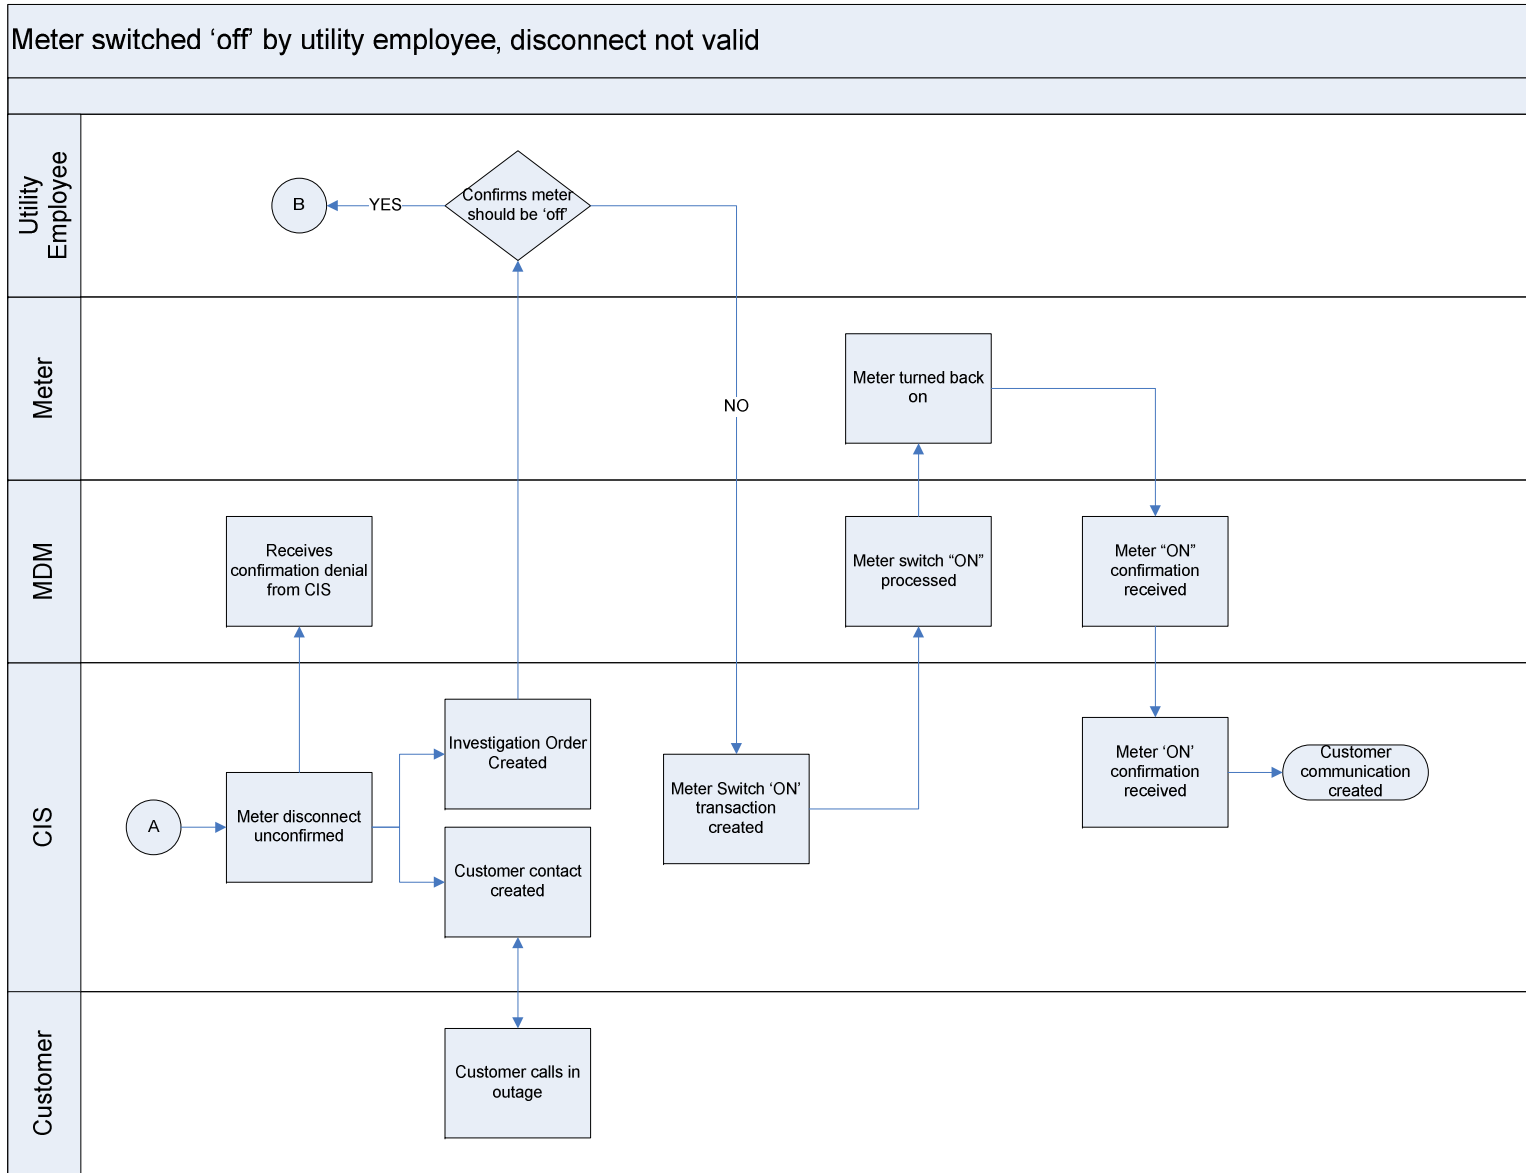 Meter switched ‘off’ by utility employee, disconnect not valid
Utility
Employee
B
YES
Confirms meter
should be ‘off’
Meter
Meter turned back
on
NO
MDM
Receives
confirmation denial
from CIS
Meter switch “ON”
processed
Meter “ON”
confirmation
received
CIS
A
Meter disconnect
unconfirmed
Investigation Order
Created
Customer contact
created
Meter Switch ‘ON’
transaction
created
Meter ‘ON’
confirmation
received
Customer
communication
created
Customer
Customer calls in
outage